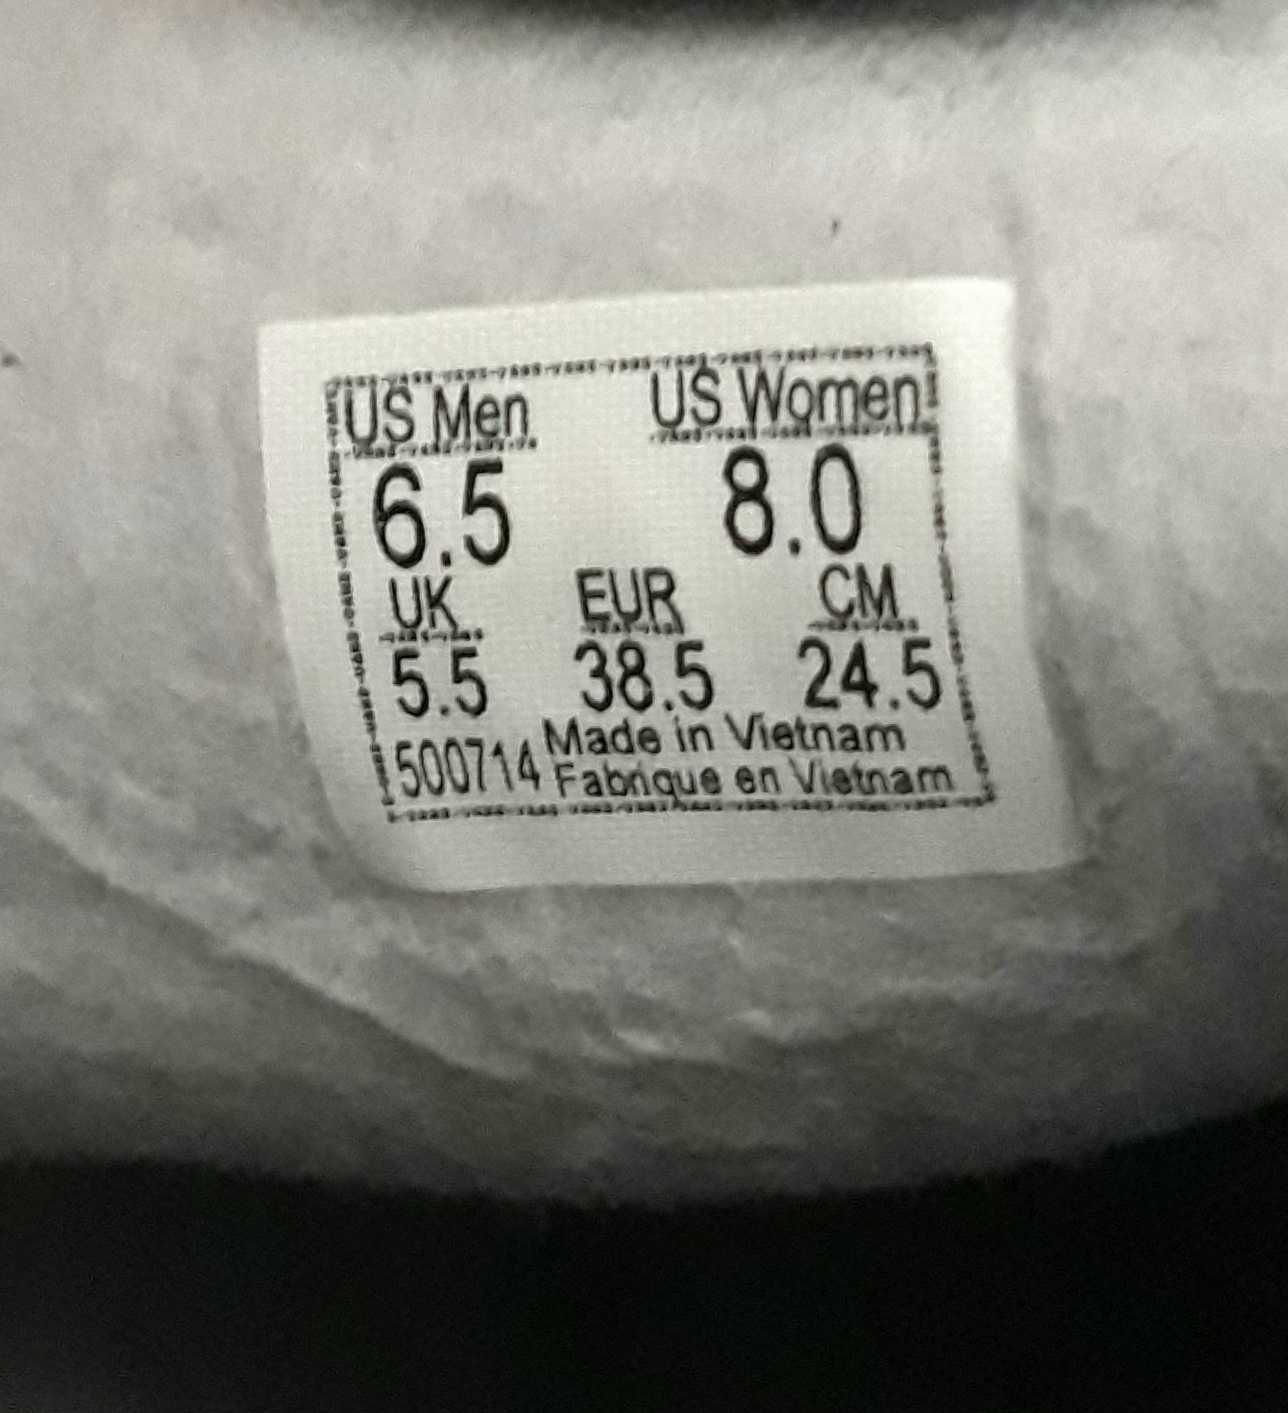 US Men US Women
6.5 8.0
UK EUR CM
5.5 38.5 24.5
500714 Made in Vietnam
Fabrique en Vietnam